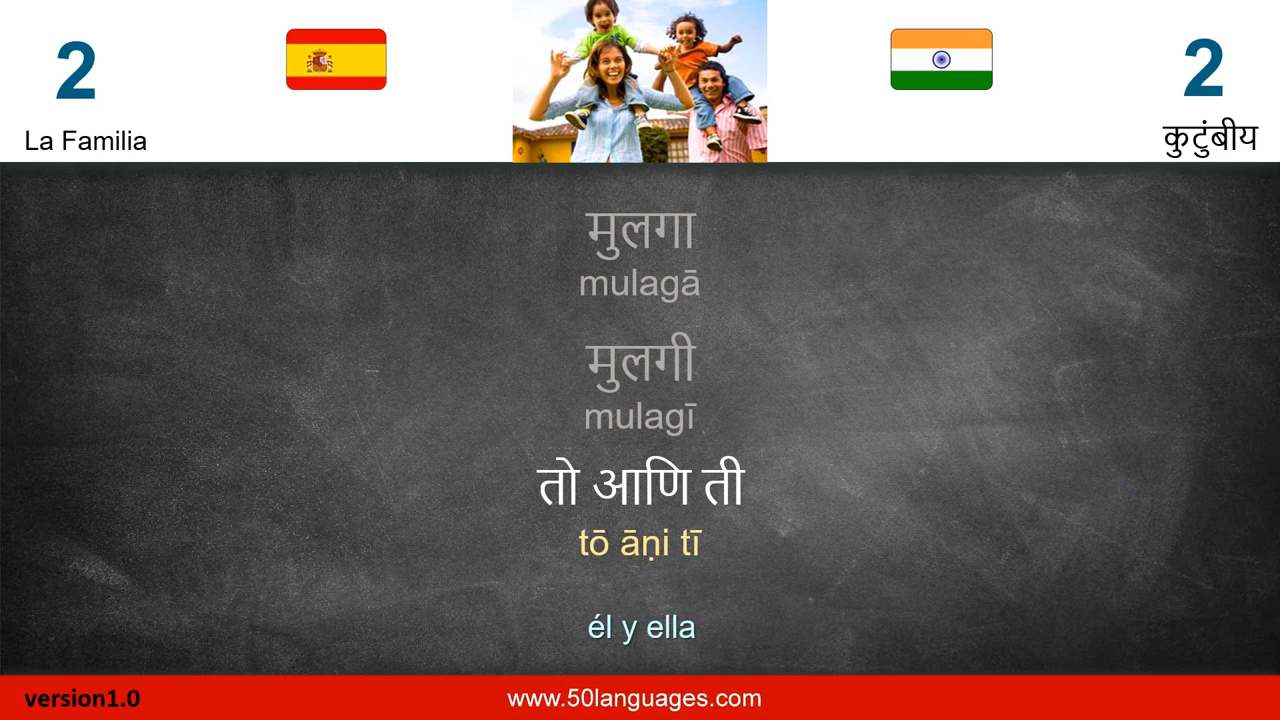 2
2
La Familia
कुटुंबीय
मुलगा
mulagā
मुलगी
mulagī
तो आणि ती
tō āṇi tī
él y ella
version1.0
www.50languages.com